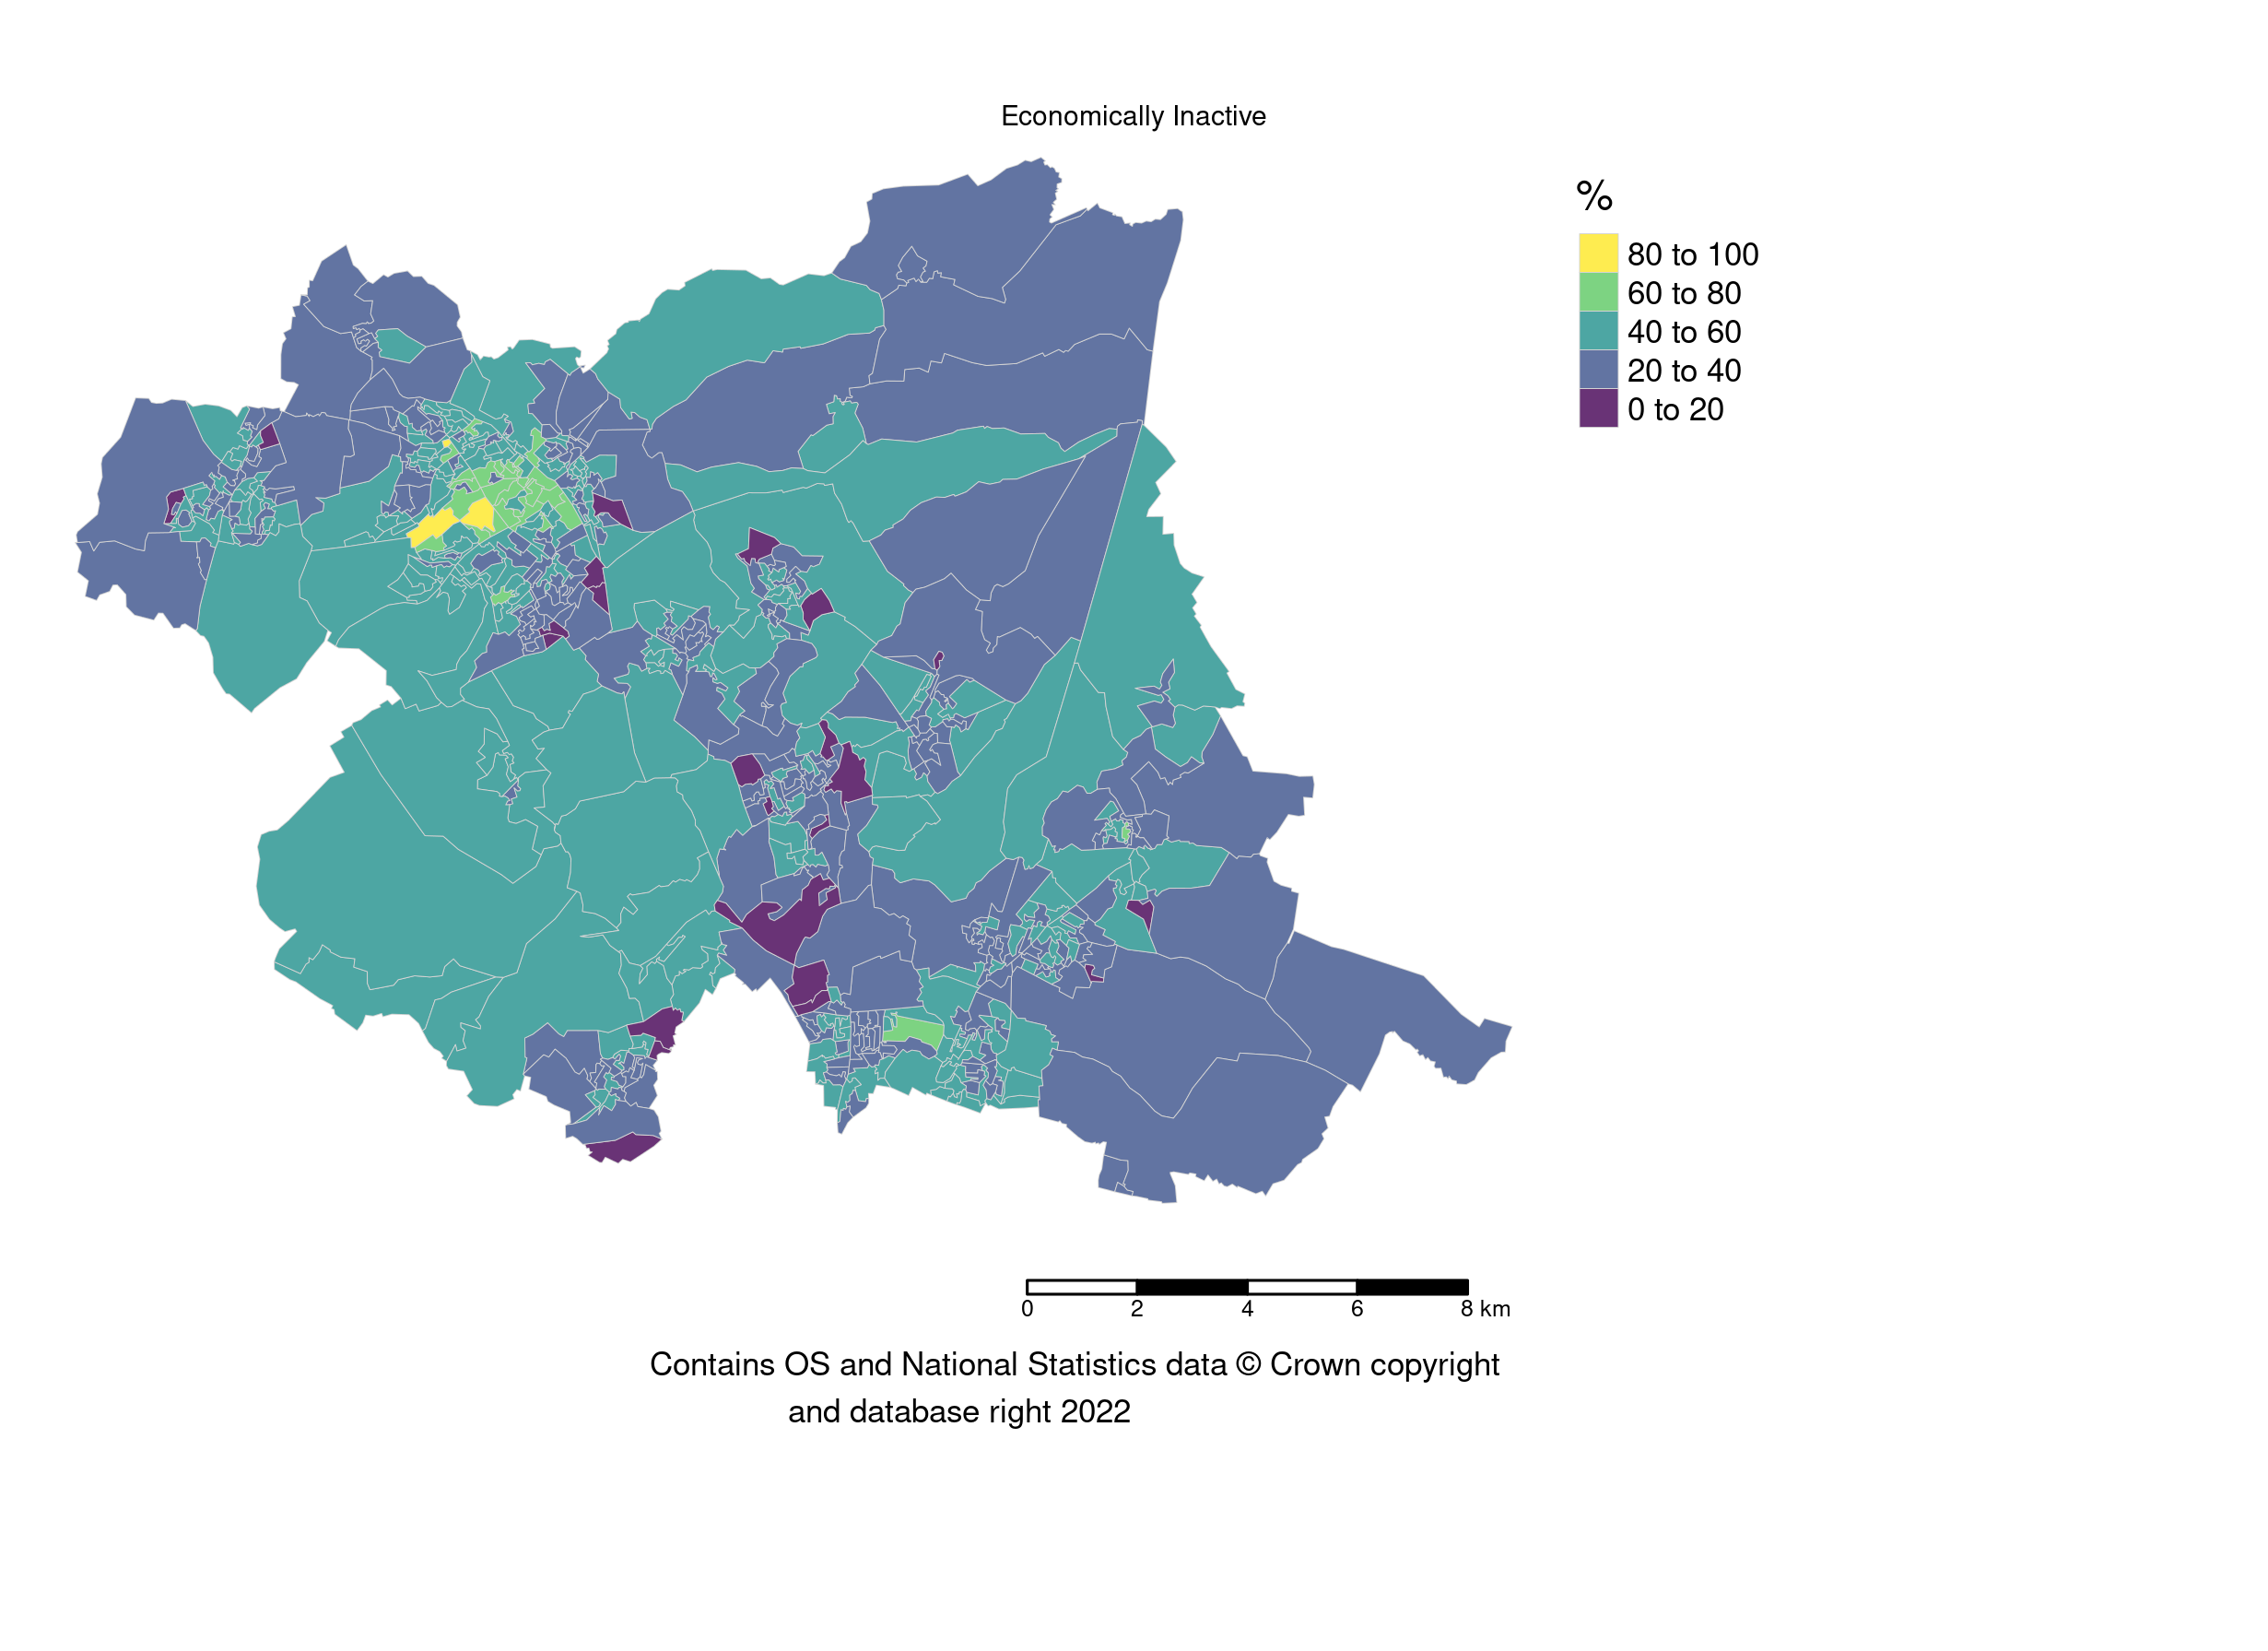 Economically Inactive
%
80 to 100
60 to 80
40 to 60
20 to 40
0 to 20
0 2 4 6 8 km
Contains OS and National Statistics data © Crown copyright
and database right 2022